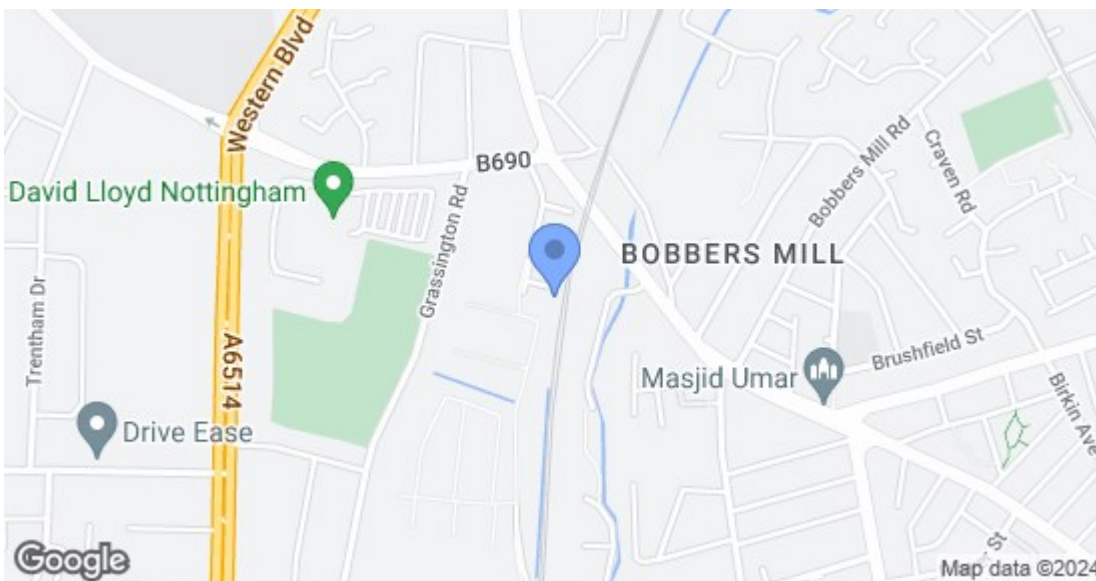 Western Blvd
B690
David Lloyd Nottingham
Grassington Rd
Bobbers Mill Rd
Craven Rd
BOBBERS MILL
Trentham Dr
A6514
Brushfield St
Masjid Umar
Birkin Ave
Drive Ease
St
Google
Map data ©2024